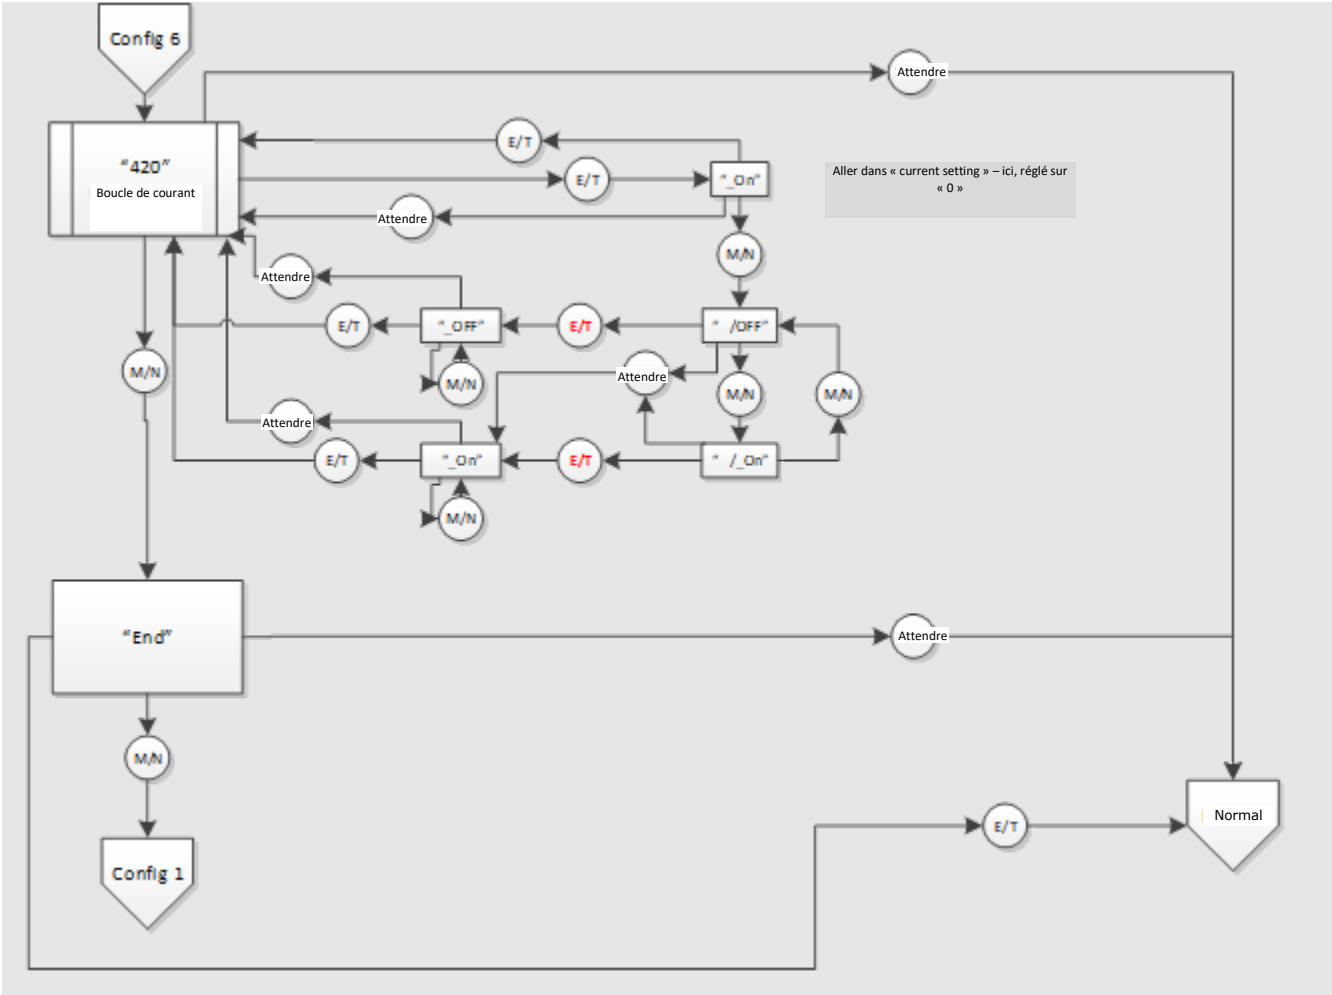 Config 6
Attendre
"420"
Boucle de courant
E/T
E/T
"_On"
Aller dans « current setting » – ici, réglé sur
« 0 »
Attendre
M/N
Attendre
E/T
"_OFF"
E/T
" /OFF"
M/N
M/N
Attendre
M/N
M/N
Attendre
E/T
"_On"
E/T
" /_On"
M/N
"End"
Attendre
M/N
E/T
Normal
Config 1